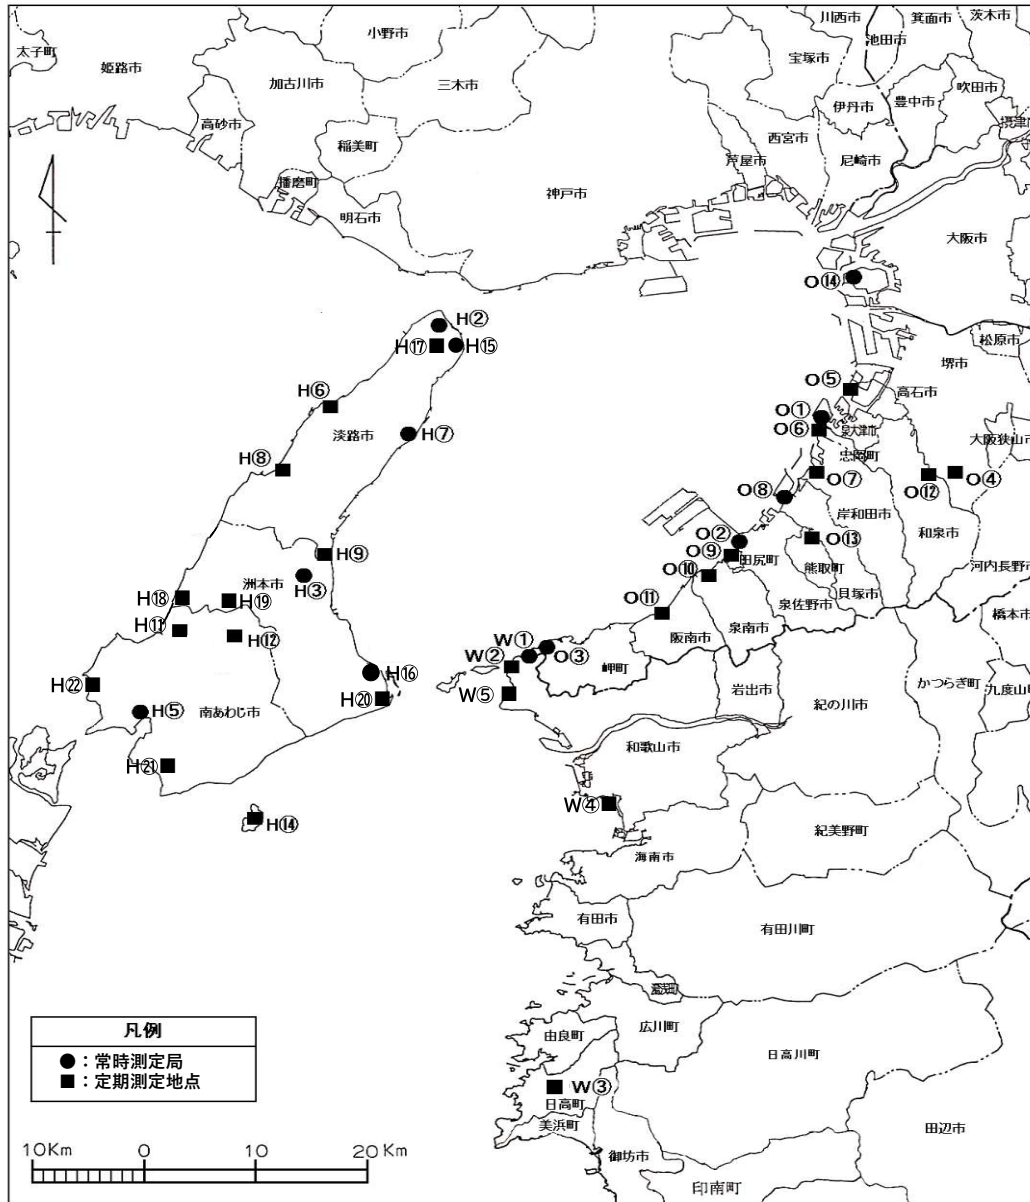 川西市
箕面市
茨木市
小野市
池田市
太子町
姫路市
宝塚市
加古川市
三木市
吹田市
豊中市
伊丹市
高砂市
摂津
西宮市
稲美町
芦屋市
尼崎市
播磨町
神戸市
明石市
大阪市
O⑭
H②
H⑰
H⑮
松原市
堺市
O⑤
高石市
H⑥
O①
泉大津市
O⑥
淡路市
H⑦
大阪狭山市
忠岡町
H⑧
O⑦
O⑫
O④
O⑧
岸和田市
和泉市
O②
O⑬
H⑨
O⑨
田尻町
熊取町
河内長野市
O⑩
洲本市
H③
貝塚市
H⑱
H⑲
泉佐野市
O⑪
泉南市
橋本市
H⑪
H⑫
阪南市
W①
O③
W②
岬町
H⑯
かつらぎ町
H㉒
W⑤
岩出市
九度山町
H⑳
紀の川市
H⑤
南あわじ市
和歌山市
H㉑
W④
H⑭
紀美野町
海南市
有田市
有田川町
湯浅町
広川町
由良町
日高川町
凡例
●：常時測定局
■：定期測定地点
W③
日高町
美浜町
田辺市
10Km 0 10 20Km
御坊市
印南町